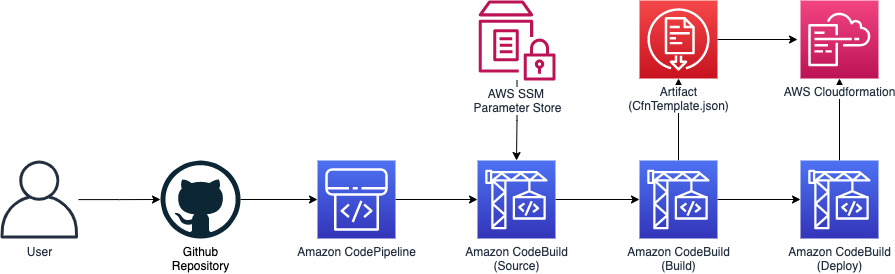 AWS SSM
Parameter Store
Artifact
(CfnTemplate.json)
AWS Cloudformation
User
Github
Repository
Amazon CodePipeline
Amazon CodeBuild
(Source)
Amazon CodeBuild
(Build)
Amazon CodeBuild
(Deploy)